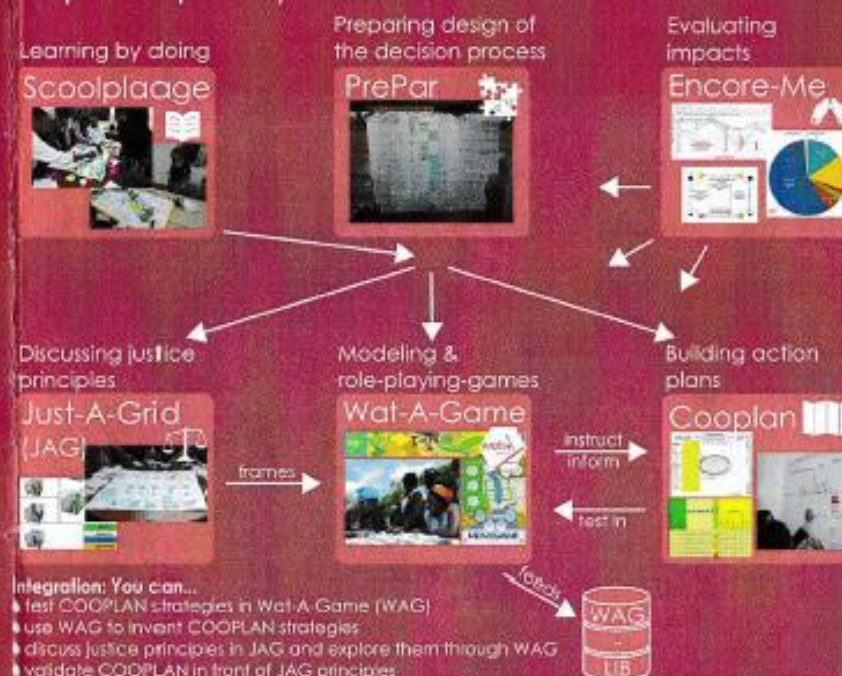 Learning by doing
Scoolplaage
Preparing design of
the decision process
PrePar
Evaluating
impacts
Encore-Me
Discussing justice
principles
Just-A-Grid
(JAG)
frames
Modeling &
role-playing-games
Wat-A-Game
instruct
inform
test in
Building action
plans
Cooplan
feeds
WAG
LIB
Integration: You can...
test COOPLAN strategies in Wat-A-Game (WAG)
use WAG to invent COOPLAN strategies
discuss justice principles in JAG and explore them through WAG
validate COOPLAN in front of JAG principles